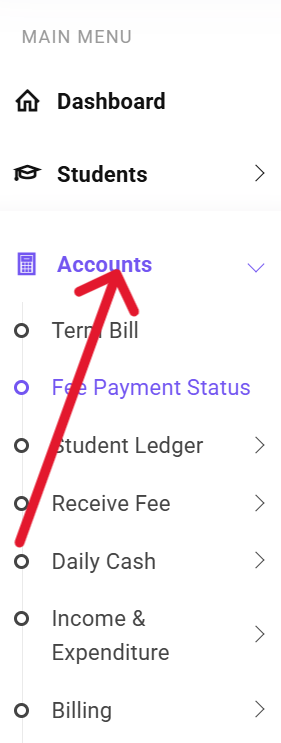 MAIN MENU
Dashboard
Students
Accounts
Term Bill
Fee Payment Status
Student Ledger
Receive Fee
Daily Cash
Income &
Expenditure
Billing